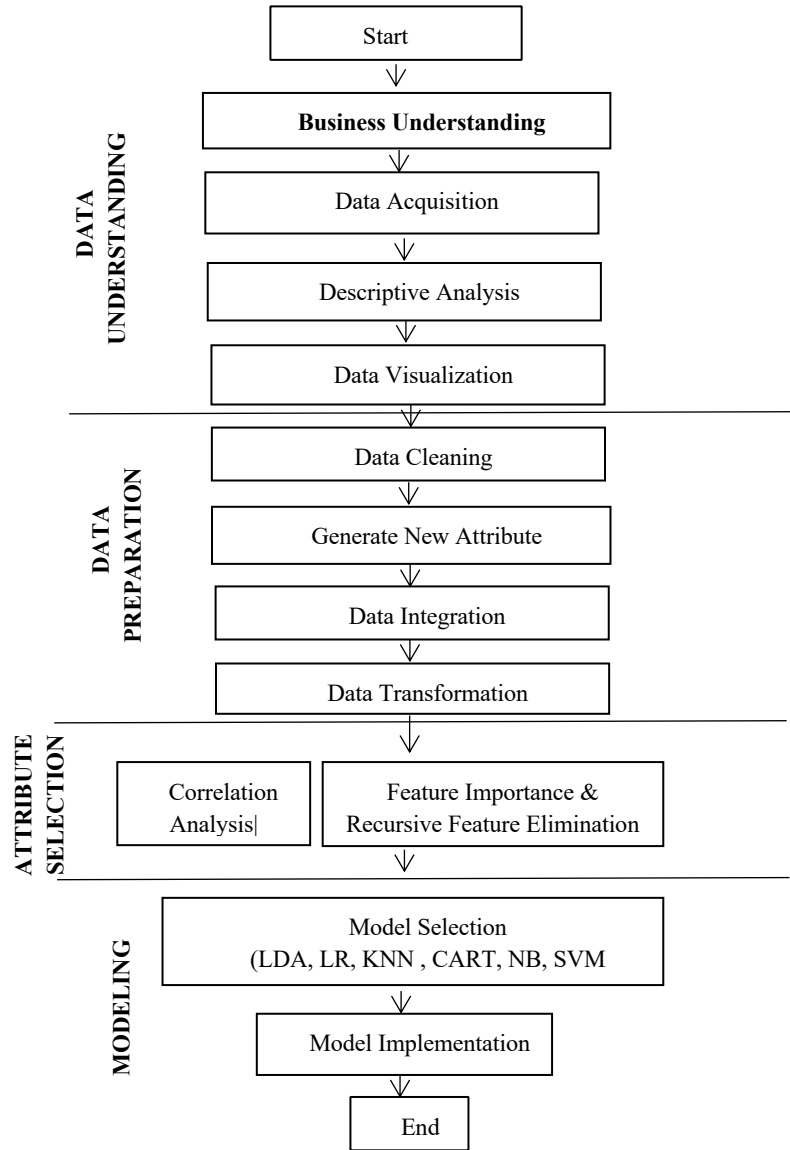 Start
Business Understanding
DATA
UNDERSTANDING
Data Acquisition
Descriptive Analysis
Data Visualization
DATA
PREPARATION
Data Cleaning
Generate New Attribute
Data Integration
Data Transformation
ATTRIBUTE
SELECTION
Correlation
Analysis|
Feature Importance &
Recursive Feature Elimination
MODELING
Model Selection
(LDA, LR, KNN , CART, NB, SVM
Model Implementation
End